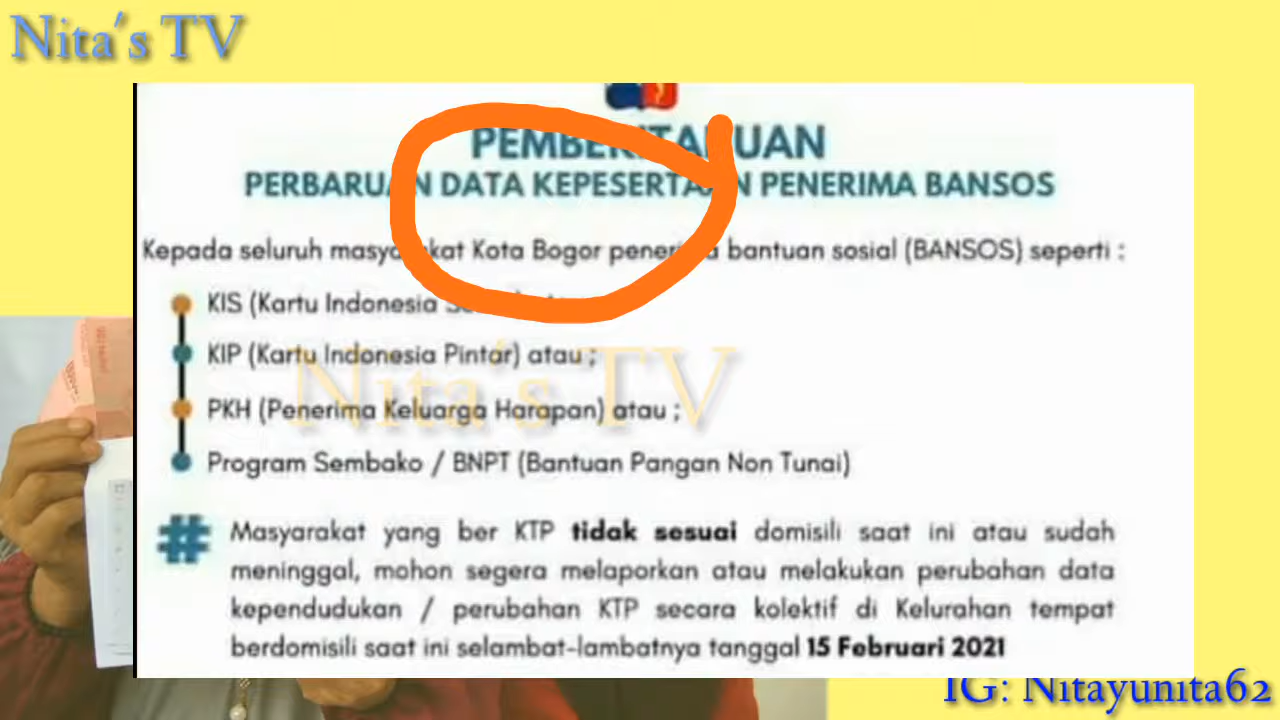 Nita's TV
PEMBERITAHUAN
PERBARUAN DATA KEPESERTAAN PENERIMA BANSOS
Kepada seluruh masyarakat Kota Bogor penerima bantuan sosial (BANSOS) seperti :
KIS (Kartu Indonesia
KIP (Kartu Indonesia Pintar) atau ;
Nita's TV
PKH (Penerima Keluarga Harapan) atau ;
Program Sembako / BNPT (Bantuan Pangan Non Tunai)
# Masyarakat yang ber KTP tidak sesuai domisili saat ini atau sudah
meninggal, mohon segera melaporkan atau melakukan perubahan data
kependudukan / perubahan KTP secara kolektif di Kelurahan tempat
berdomisili saat ini selambat-lambatnya tanggal 15 Februari 2021
IG: Nitayunita62